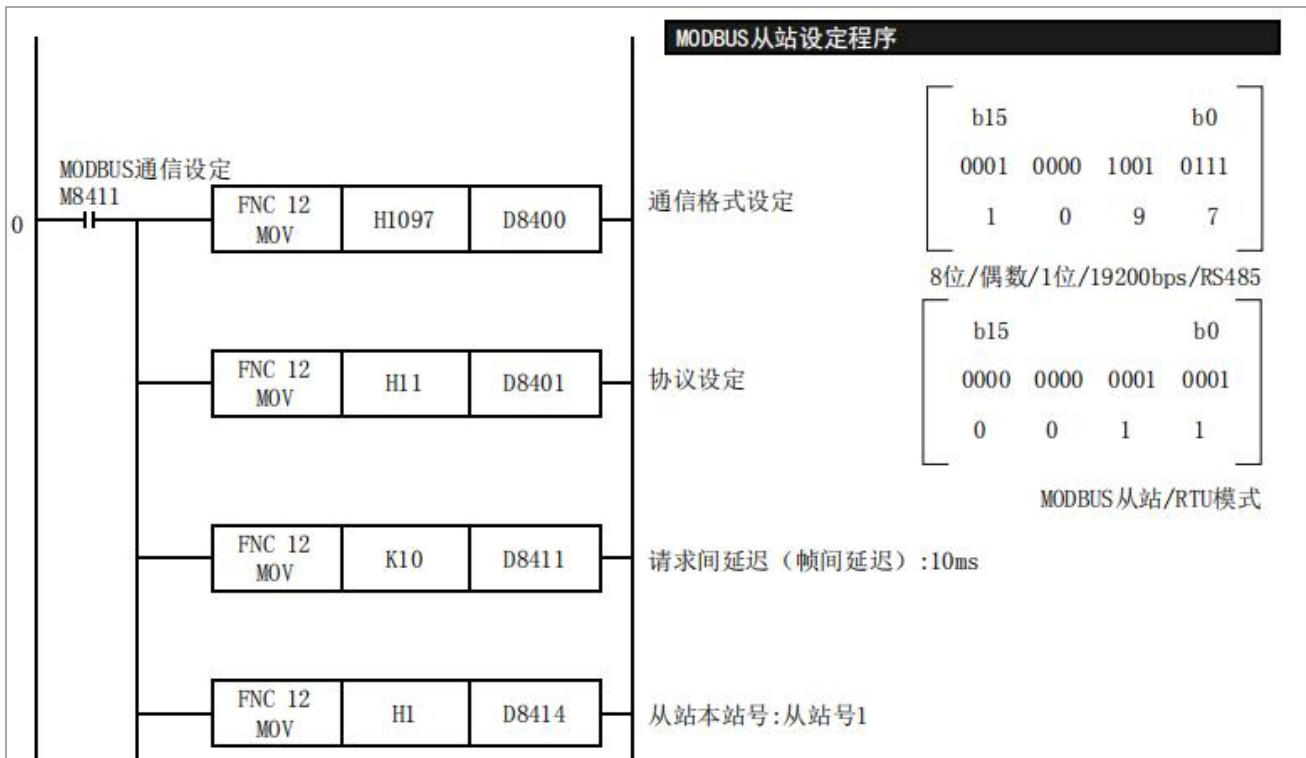 MODBUS从站设定程序
b15 b0
0001 0000 1001 0111
1 0 9 7
8位/偶数/1位/19200bps/RS485
MODBUS通信设定
M8411
0
FNC 12
MOV
H1097
D8400
通信格式设定
FNC 12
MOV
H11
D8401
协议设定
b15 b0
0000 0000 0001 0001
0 0 1 1
MODBUS从站/RTU模式
FNC 12
MOV
K10
D8411
请求间延迟（帧间延迟）:10ms
FNC 12
MOV
H1
D8414
从站本站号:从站号1